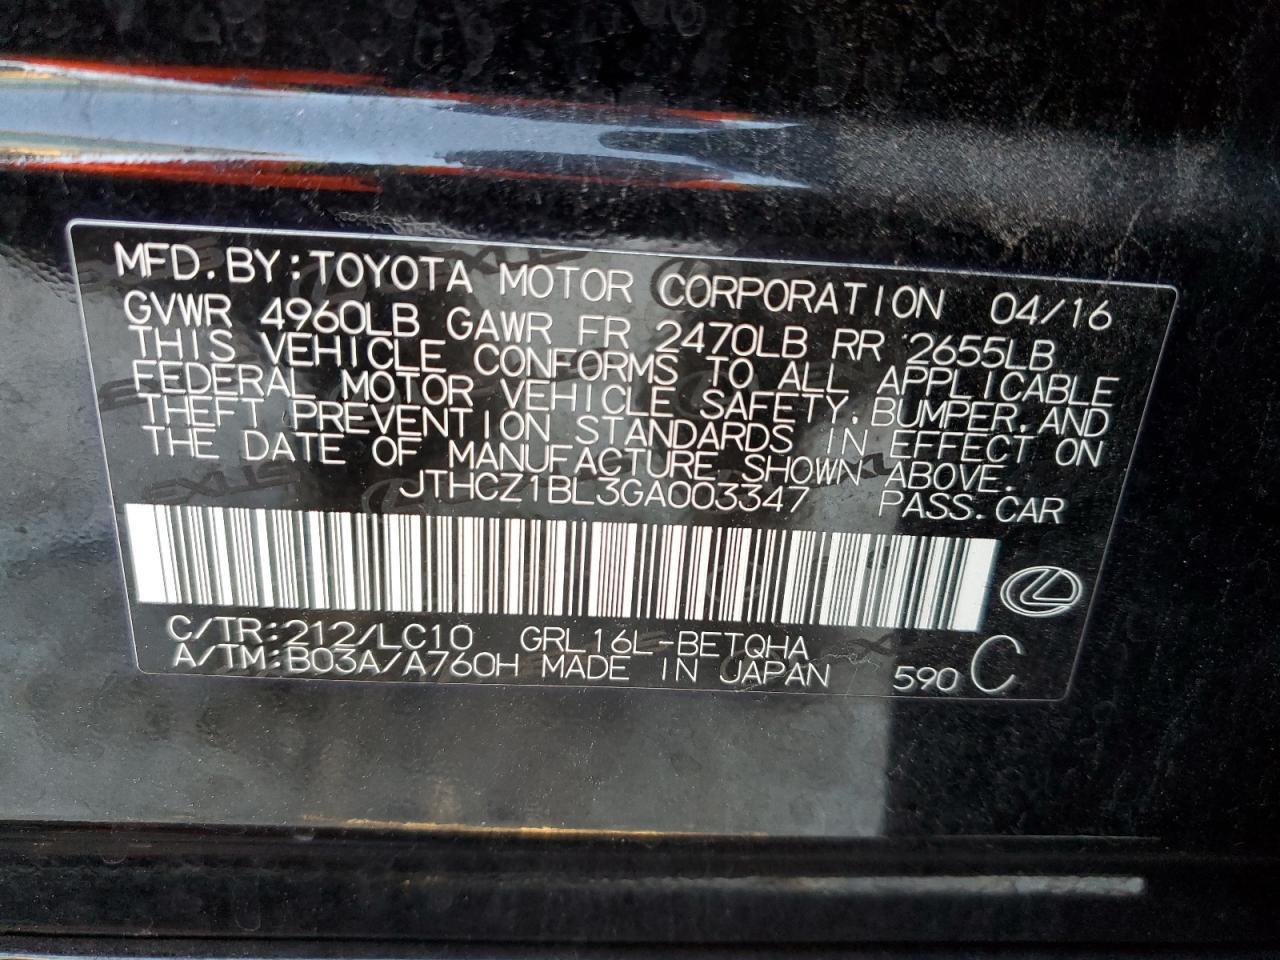 MFD. BY: TOYOTA MOTOR CORPORATION 04/16
GVWR 4960LB GAWR FR 2470LB RR 2655LB
THIS VEHICLE CONFORMS TO ALL APPLICABLE
FEDERAL MOTOR VEHICLE SAFETY, BUMPER, AND
THEFT PREVENTION STANDARDS IN EFFECT ON
THE DATE OF MANUFACTURE SHOWN ABOVE.
JTHCZ1BL3GA003347 PASS. CAR
C/TR: 212/LC10 GRL16L-BETQHA
A/TM: B03A/A760H MADE IN JAPAN 590 C